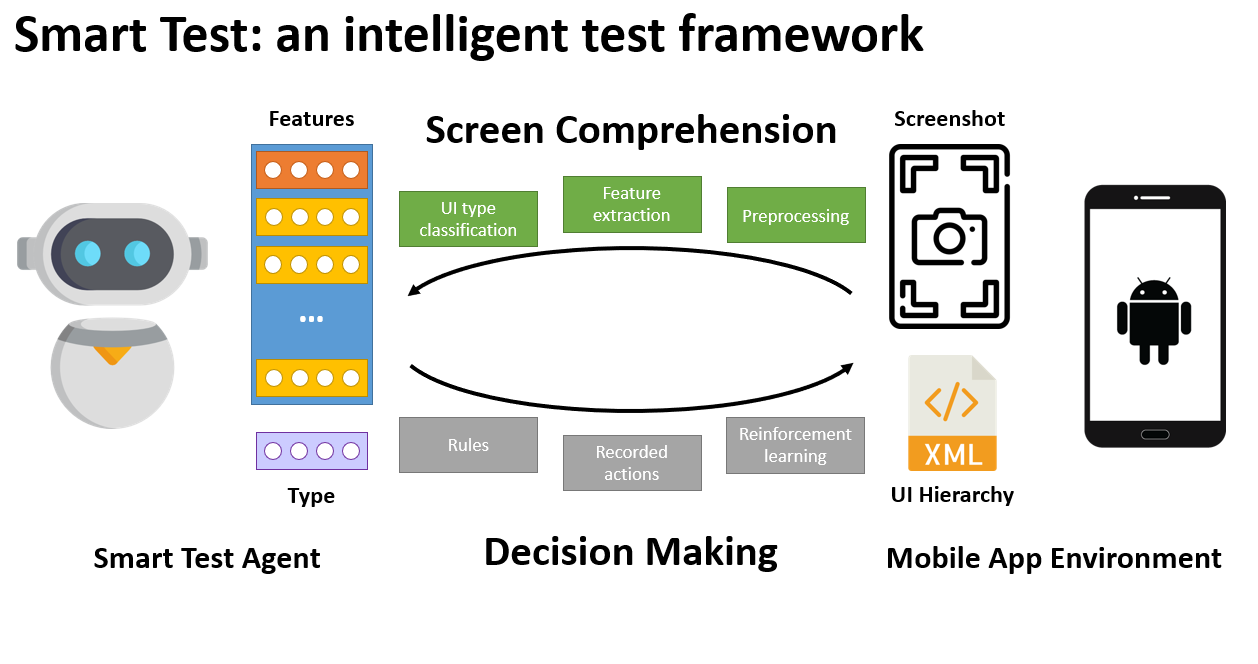 Smart Test: an intelligent test framework
Features
Screen Comprehension
Screenshot
UI type
classification
Feature
extraction
Preprocessing
...
Rules
Recorded
actions
Reinforcement
learning
</>
XML
Type
UI Hierarchy
Smart Test Agent
Decision Making
Mobile App Environment